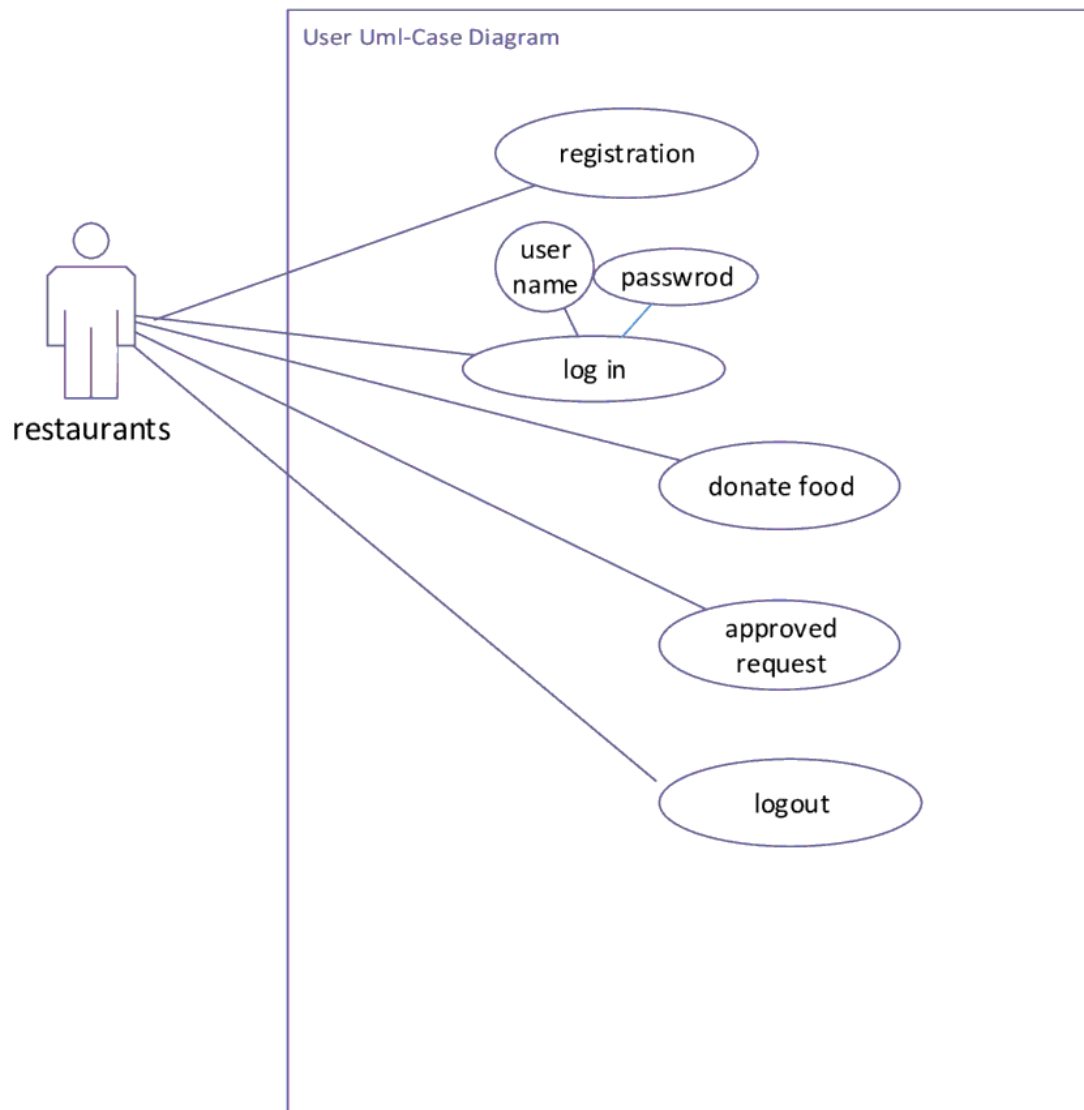 User Uml-Case Diagram
registration
user
name
passwrod
log in
restaurants
donate food
approved
request
logout